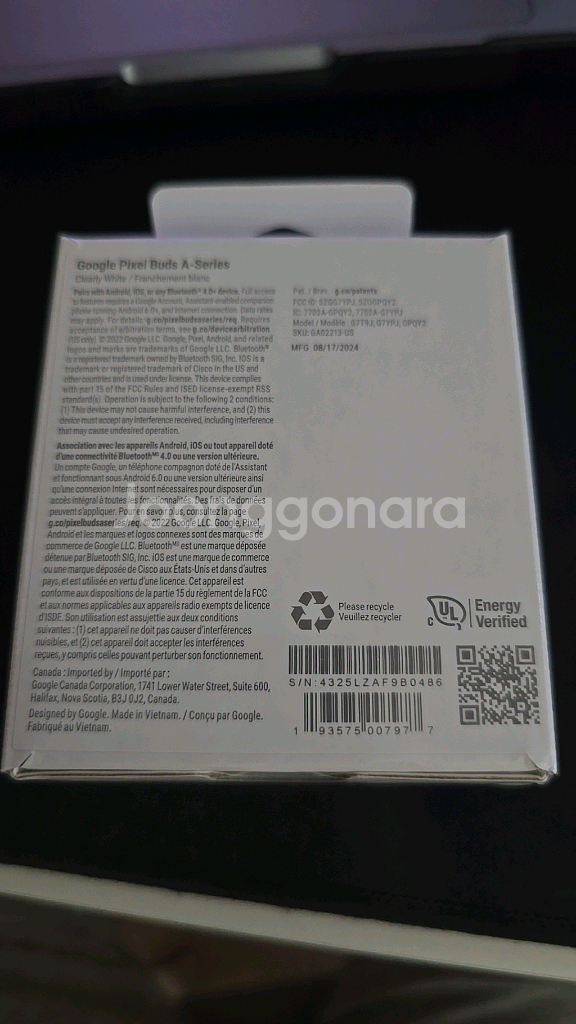 Google Pixel Buds A-Series
Clearly White / Franchement blanc
Pairs with Android, iOS, or any Bluetooth® 4.0+ device. Full access
to features requires a Google Account, Assistant-enabled companion
phone running Android 6.0+, and internet connection. Data rates
may apply. For details: g.co/pixelbudsaseries/req. Requires
acceptance of arbitration terms, see g.co/devicearbitration
(US only). © 2022 Google LLC. Google, Pixel, Android, and related
logos and marks are trademarks of Google LLC. Bluetooth®
is a registered trademark owned by Bluetooth SIG, Inc. IOS is a
trademark or registered trademark of Cisco in the US and
other countries and is used under license. This device complies
with part 15 of the FCC Rules and ISED license-exempt RSS
standard(s). Operation is subject to the following 2 conditions:
(1) This device may not cause harmful interference, and (2) this
device must accept any interference received, including interference
that may cause undesired operation.
Association avec les appareils Android, iOS ou tout appareil doté
d'une connectivité Bluetooth^MD 4.0 ou une version ultérieure.
Un compte Google, un téléphone compagnon doté de l'Assistant
et fonctionnant sous Android 6.0 ou une version ultérieure ainsi
qu'une connexion Internet sont nécessaires pour disposer d'un
accès intégral à toutes les fonctionnalités. Des frais de données
peuvent s'appliquer. Pour en savoir plus, consultez la page
g.co/pixelbudsaseries/req. © 2022 Google LLC. Google, Pixel,
Android et les marques et logos connexes sont des marques de
commerce de Google LLC. Bluetooth^MD est une marque déposée
détenue par Bluetooth SIG, Inc. iOS est une marque de commerce
ou une marque déposée de Cisco aux États-Unis et dans d'autres
pays, et est utilisée en vertu d'une licence. Cet appareil est
conforme aux dispositions de la partie 15 du règlement de la FCC
et aux normes applicables aux appareils radio exempts de licence
d'ISDE. Son utilisation est assujettie aux deux conditions
suivantes : (1) cet appareil ne doit pas causer d'interférences
nuisibles, et (2) cet appareil doit accepter les interférences
reçues, y compris celles pouvant perturber son fonctionnement.
Canada : Imported by / Importé par :
Google Canada Corporation, 1741 Lower Water Street, Suite 600,
Halifax, Nova Scotia, B3J 0J2, Canada.
Designed by Google. Made in Vietnam. / Conçu par Google.
Fabriqué au Vietnam.
Pat. / Brev. g.co/patents
Model / Modèle : G7T9J, G7YPJ, GPQY2
SKU: GA02213-US
MFG 08/17/2024
Joonggonara
Please recycle
Veuillez recycler
c UL Energy
Verified
S/N:4325LZAF9B0486
1 93575 00797 7